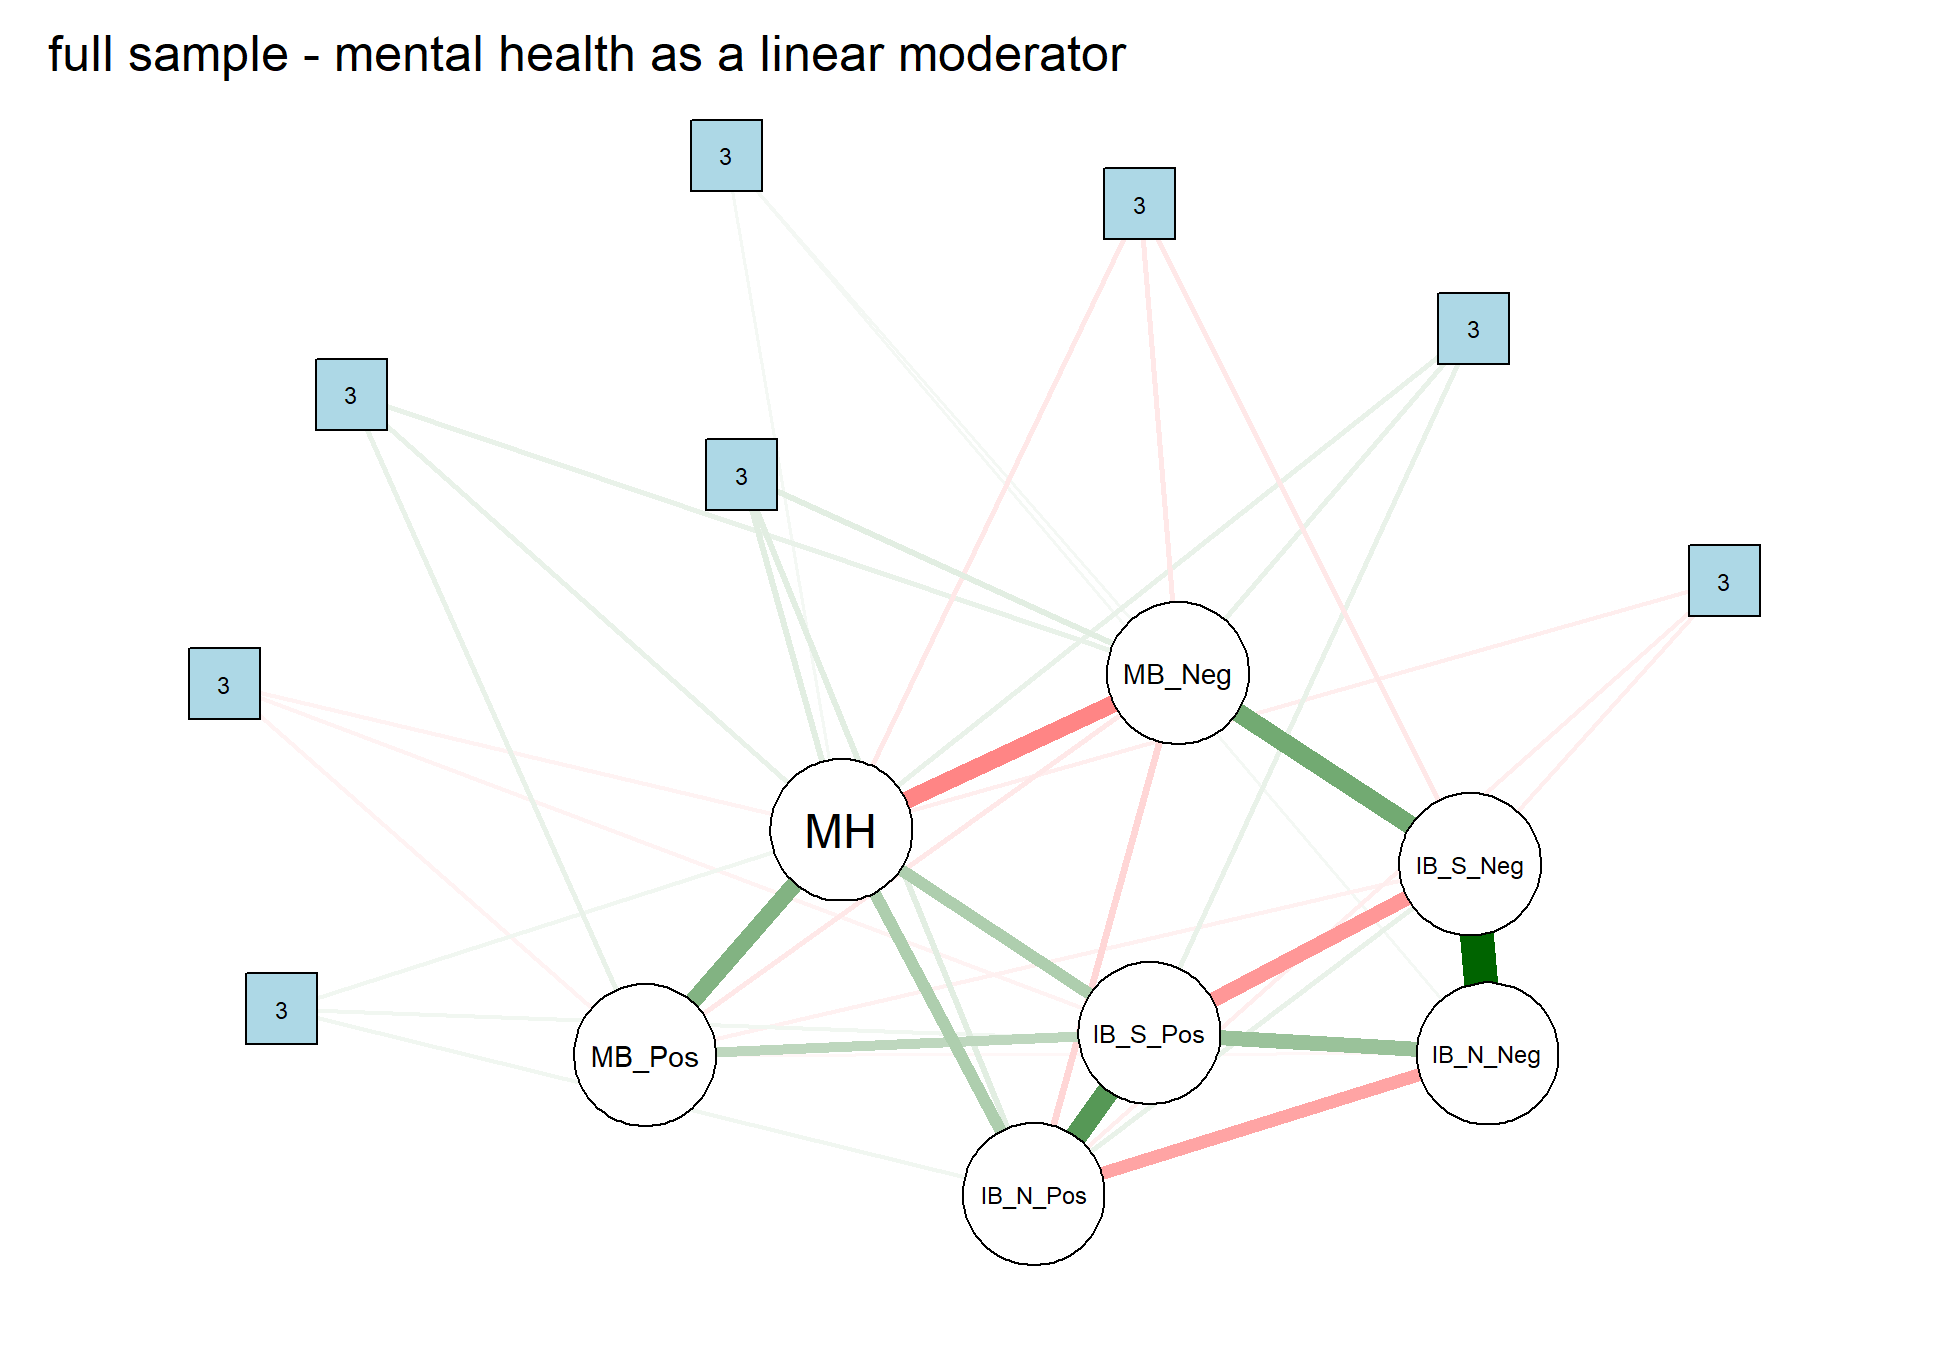 full sample - mental health as a linear moderator
3
3
3
3
3
3
3
MB_Neg
3
MH
IB_S_Neg
3
MB_Pos
IB_S_Pos
IB_N_Neg
IB_N_Pos